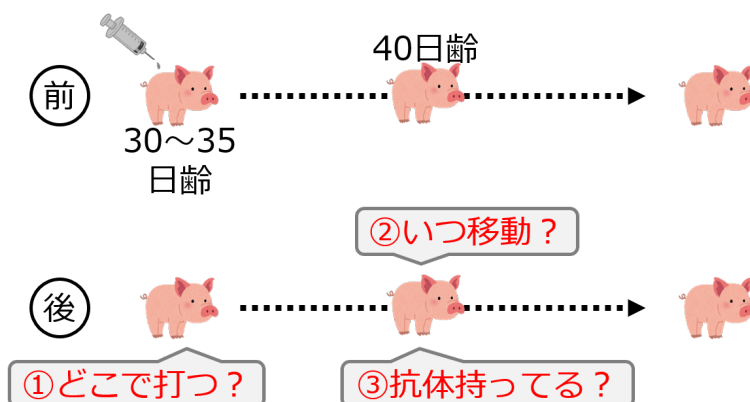 40日齢
前
30～35
日齢
②いつ移動？
後
①どこで打つ？
③抗体持ってる？